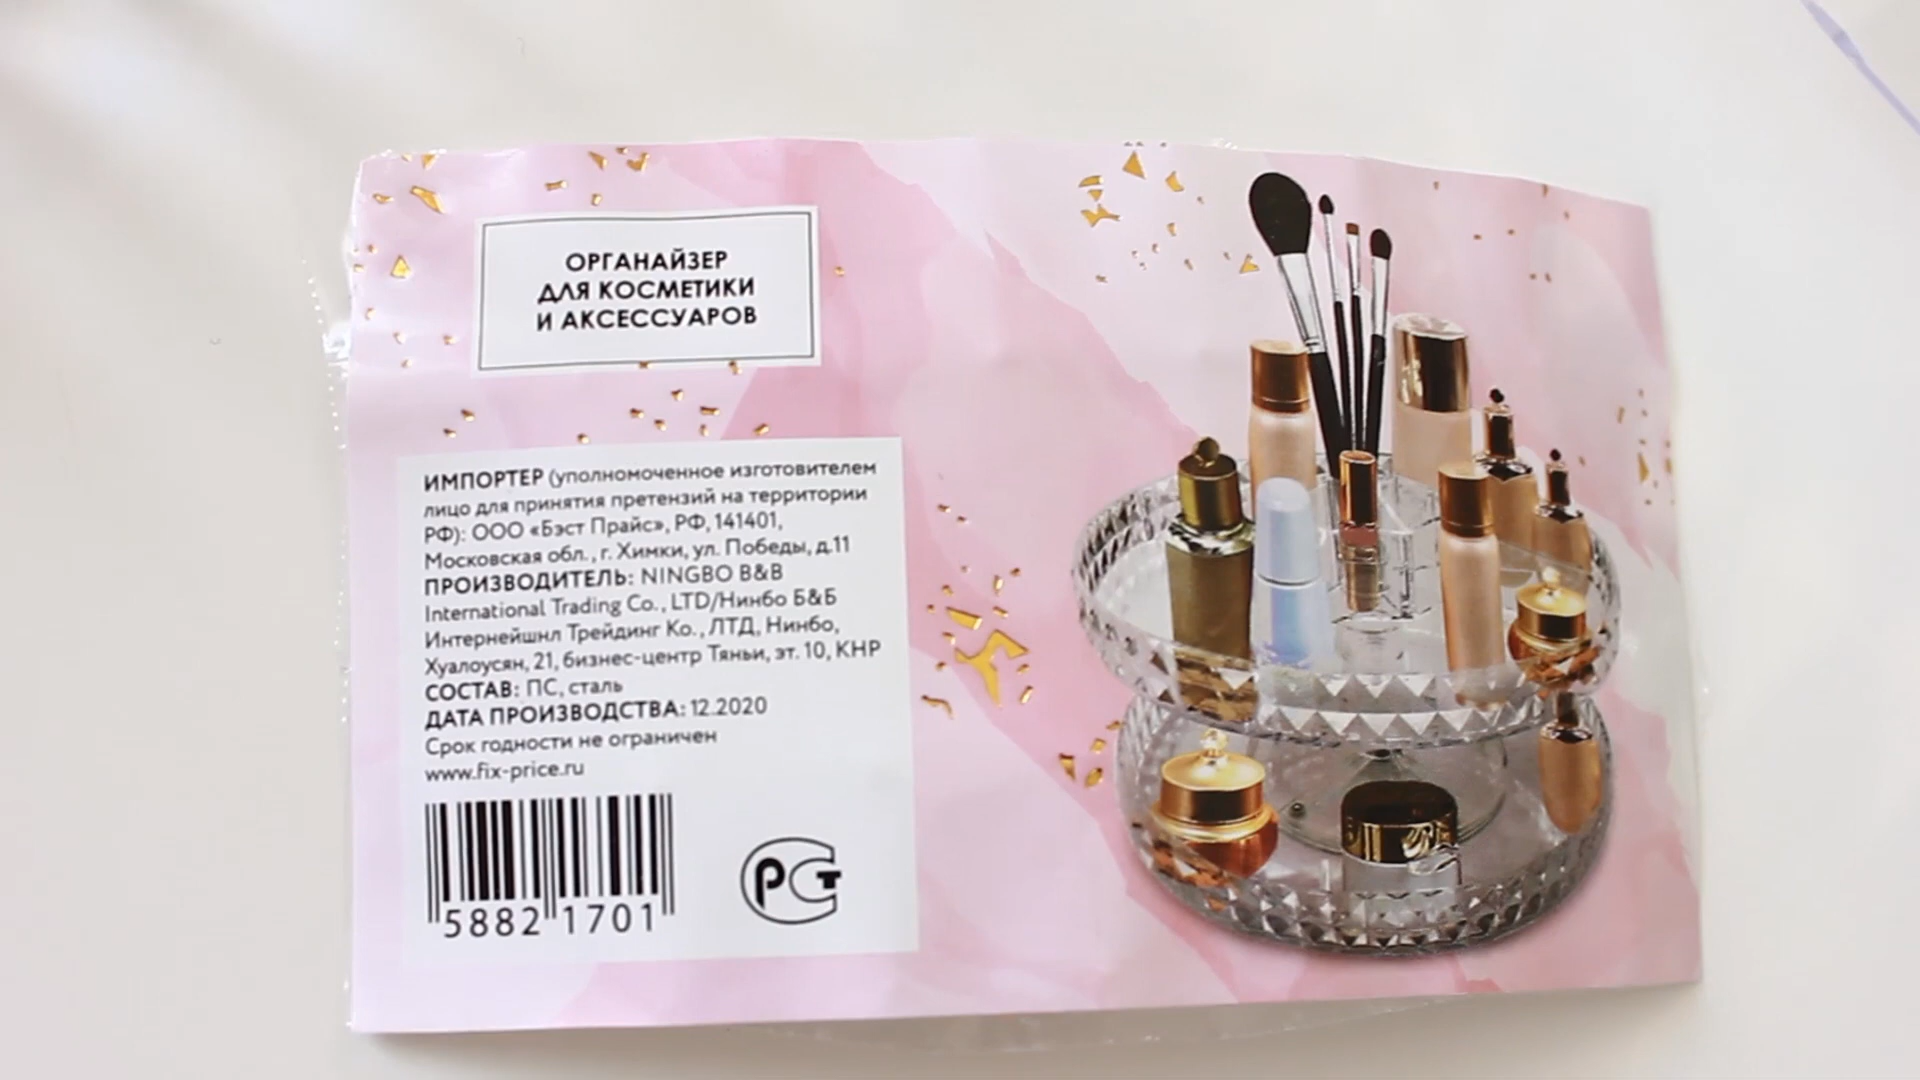 ОРГАНАЙЗЕР
ДЛЯ КОСМЕТИКИ
И АКСЕССУАРОВ
ИМПОРТЕР (уполномоченное изготовителем
лицо для принятия претензий на территории
РФ): ООО «Бэст Прайс», РФ, 141401,
Московская обл., г. Химки, ул. Победы, д.11
ПРОИЗВОДИТЕЛЬ: NINGBO B&B
International Trading Co., LTD/Нинбо Б&Б
Интернейшнл Трейдинг Ко., ЛТД, Нинбо,
Хуалоусян, 21, бизнес-центр Тяньи, эт. 10, КНР
СОСТАВ: ПС, сталь
ДАТА ПРОИЗВОДСТВА: 12.2020
Срок годности не ограничен
www.fix-price.ru
5882 1701
РСТ